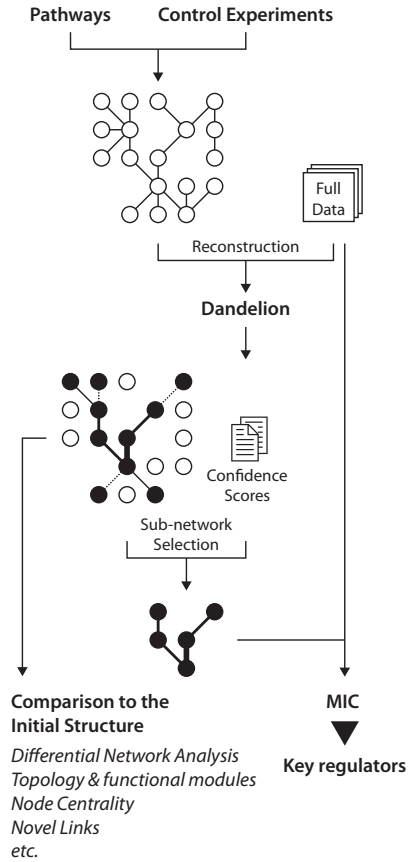 Pathways
Control Experiments
Full
Data
Reconstruction
Dandelion
Confidence
Scores
Sub-network
Selection
Comparison to the
Initial Structure
Differential Network Analysis
Topology & functional modules
Node Centrality
Novel Links
etc.
MIC
Key regulators